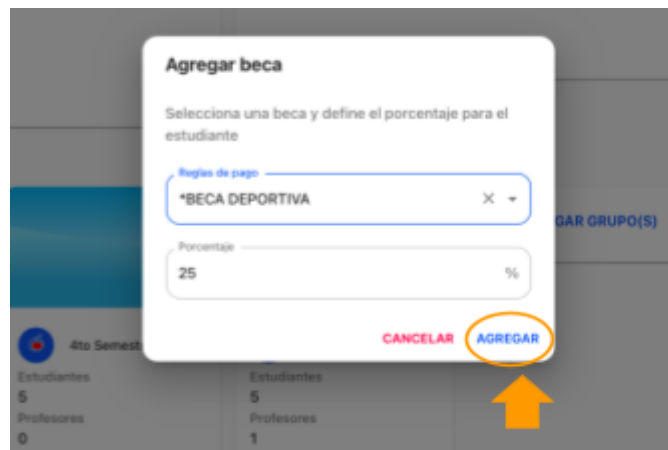 Agregar beca
Selecciona una beca y define el porcentaje para el
estudiante
Reglas de pago
*BECA DEPORTIVA
Porcentaje
25 %
CANCELAR AGREGAR
GAR GRUPO(S)
4to Semest
Estudiantes
5
Profesores
0
Estudiantes
5
Profesores
1